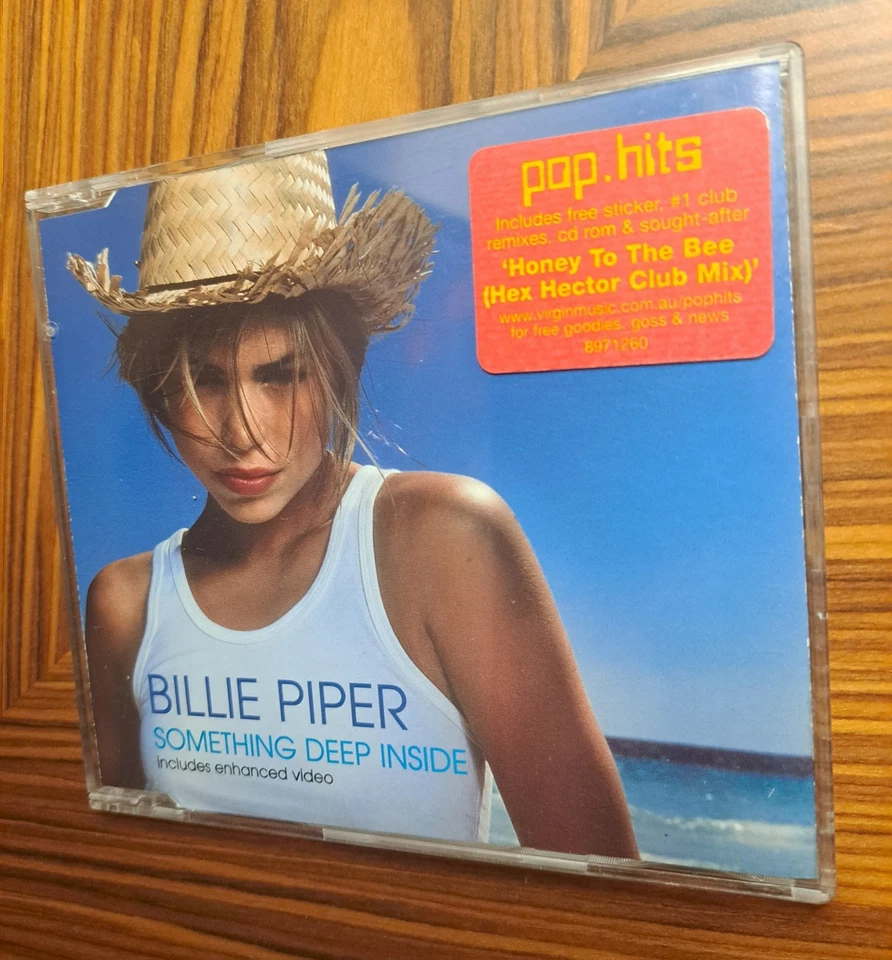 pop.hits
Includes free sticker, #1 club
remixes, cd rom & sought-after
'Honey To The Bee
(Hex Hector Club Mix)'
www.virginmusic.com.au/pophits
for free goodies, goss & news
8971260
BILLIE PIPER
SOMETHING DEEP INSIDE
includes enhanced video